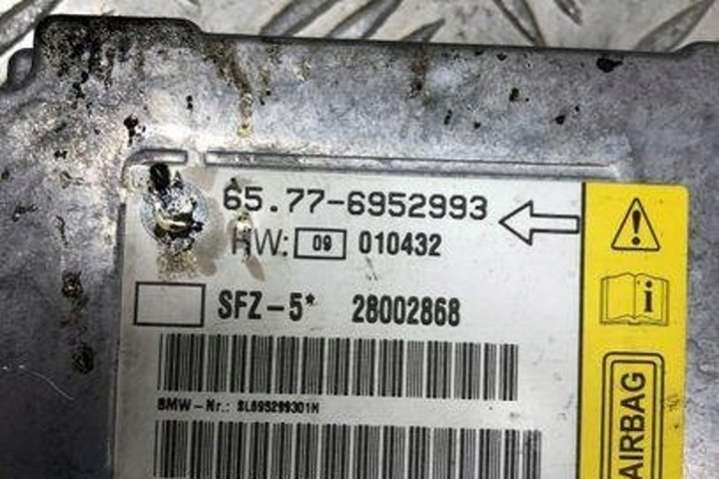 65.77-6952993
HW: 09 010432
SFZ-5* 28002868
BMW-Nr.: SL695299301H
AIRBAG